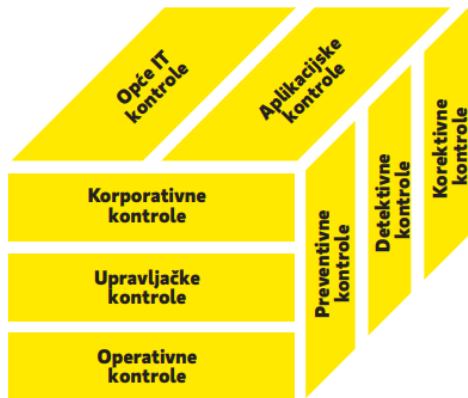 Opće IT
kontrole
Aplikacijske
kontrole
Korporativne
kontrole
Upravljačke
kontrole
Operativne
kontrole
Preventivne
kontrole
Detektivne
kontrole
Korektivne
kontrole